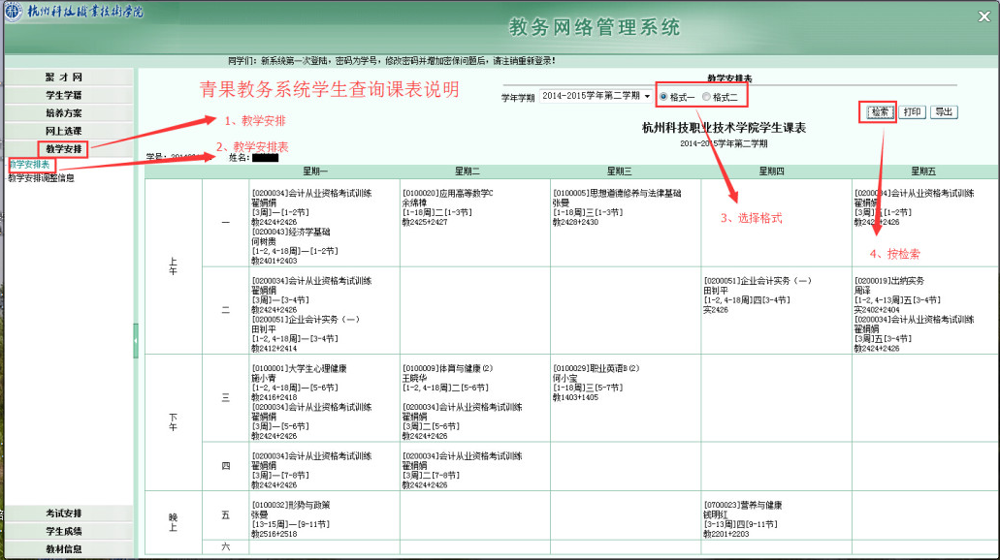 杭州科技职业技术学院
教务网络管理系统
同学们：新系统第一次登陆，密码为学号，修改密码并增加密保问题后，请注销重新登录！
聚 才 网
学生学籍
培养方案
网上选课
教学安排
教学安排表
教学安排调整信息
考试安排
学生成绩
教材信息
青果教务系统学生查询课表说明
1、教学安排
2、教学安排表
3、选择格式
4、按检索
教学安排表
学年学期 2014-2015学年第二学期 格式一 格式二
检索 打印 导出
杭州科技职业技术学院学生课表
2014-2015学年第二学期
学号： 姓名：
星期一 星期二 星期三 星期四 星期五
上午
一
[0200034]会计从业资格考试训练
翟娟娟
[3周]一[1-2节]
教2424+2426
[0200043]经济学基础
何树贵
[1-2,4-18周]一[1-2节]
教2401+2403
[0100020]应用高等数学C
余绵樟
[1-18周]二[1-3节]
教2425+2427
[0100005]思想道德修养与法律基础
张曼
[1-18周]三[1-3节]
教2428+2430
[0200034]会计从业资格考试训练
翟娟娟
[3周]五[1-2节]
教2424+2426
二
[0200034]会计从业资格考试训练
翟娟娟
[3周]一[3-4节]
教2424+2426
[0200051]企业会计实务（一）
田钊平
[1-2,4-18周]一[3-4节]
教2412+2414
[0200051]企业会计实务（一）
田钊平
[1-2,4-18周]四[3-4节]
实2426
[0200019]出纳实务
周泽
[1-2,4-13周]五[3-4节]
实2402+2404
[0200034]会计从业资格考试训练
翟娟娟
[3周]五[3-4节]
教2424+2426
下午
三
[0100001]大学生心理健康
施小青
[1-2,4-18周]一[5-6节]
教2416+2418
[0200034]会计从业资格考试训练
翟娟娟
[3周]一[5-6节]
教2424+2426
[0100009]体育与健康(2)
王晓华
[1-2,4-18周]二[5-6节]
[0200034]会计从业资格考试训练
翟娟娟
[3周]二[5-6节]
教2424+2426
[0100029]职业英语B(2)
何小宝
[1-18周]三[5-7节]
教1403+1405
四
[0200034]会计从业资格考试训练
翟娟娟
[3周]一[7-8节]
教2424+2426
[0200034]会计从业资格考试训练
翟娟娟
[3周]二[7-8节]
教2424+2426
晚上
五
[0100032]形势与政策
张曼
[13-15周]一[9-11节]
教2516+2518
[0700023]营养与健康
钱明红
[3-13周]四[9-11节]
教2201+2203
六